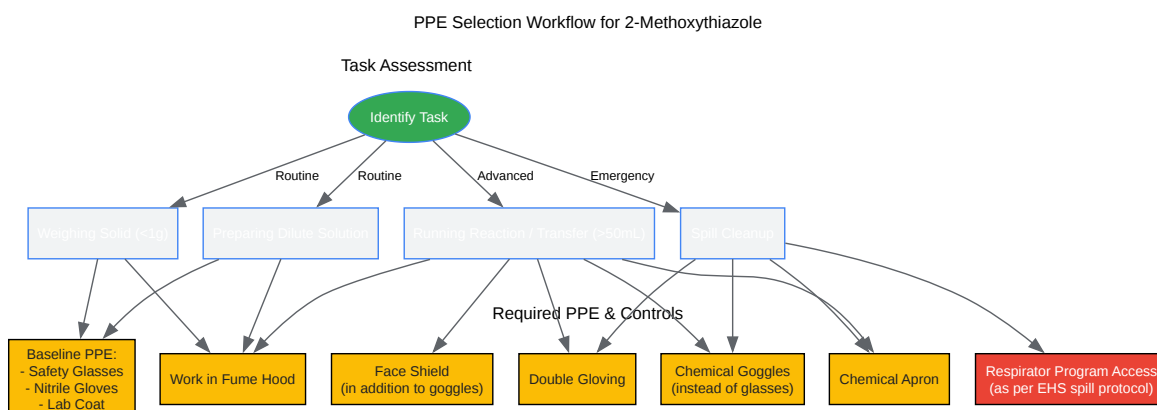 PPE Selection Workflow for 2-Methoxythiazole
Task Assessment
Identify Task
Routine
Routine
Advanced
Emergency
Weighing Solid (<1g)
Preparing Dilute Solution
Running Reaction / Transfer (>50mL)
Spill Cleanup
Required PPE & Controls
Baseline PPE:
- Safety Glasses
- Nitrile Gloves
- Lab Coat
Work in Fume Hood
Face Shield
(in addition to goggles)
Double Gloving
Chemical Goggles
(instead of glasses)
Chemical Apron
Respirator Program Access
(as per EHS spill protocol)